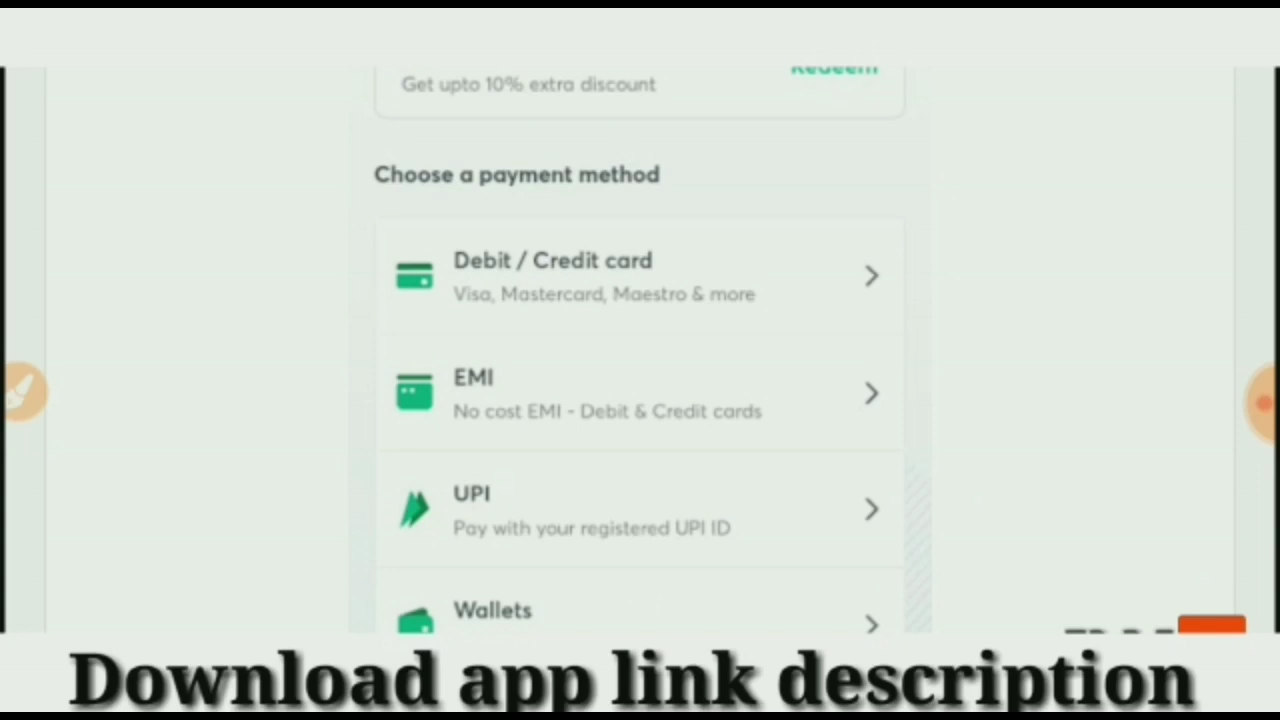 Redeem
Get upto 10% extra discount
Choose a payment method
Debit / Credit card
Visa, Mastercard, Maestro & more
EMI
No cost EMI - Debit & Credit cards
UPI
Pay with your registered UPI ID
Wallets
Download app link description